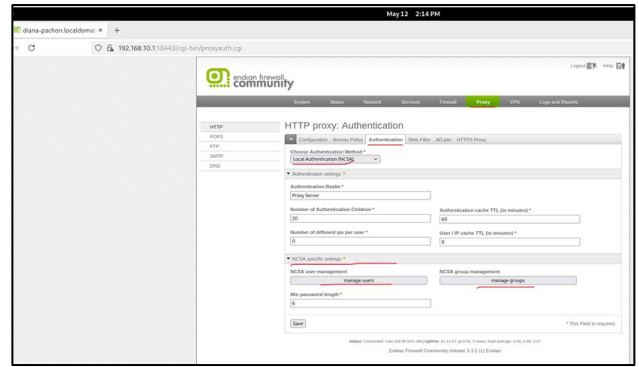 May 12 2:14 PM
diana-pachon.localdomai × +
192.168.10.1:10443/cgi-bin/proxyauth.cgi
endian firewall
community
Logout Help
System Status Network Services Firewall Proxy VPN Logs and Reports
HTTP
POP3
FTP
SMTP
DNS
HTTP proxy: Authentication
Configuration Access Policy Authentication Web Filter AD join HTTPS Proxy
Choose Authentication Method *
Local Authentication (NCSA)
Authentication settings ?
Authentication Realm *
Proxy Server
Number of Authentication Children * Authentication cache TTL (in minutes) *
20 60
Number of different ips per user * User / IP cache TTL (in minutes) *
0 0
NCSA specific settings ?
NCSA user management NCSA group management
manage users manage groups
Min password length *
6
Save * This Field is required.
Status: Connected: main Uptime:
Endian Firewall Community release 3.3.2 (c) Endian